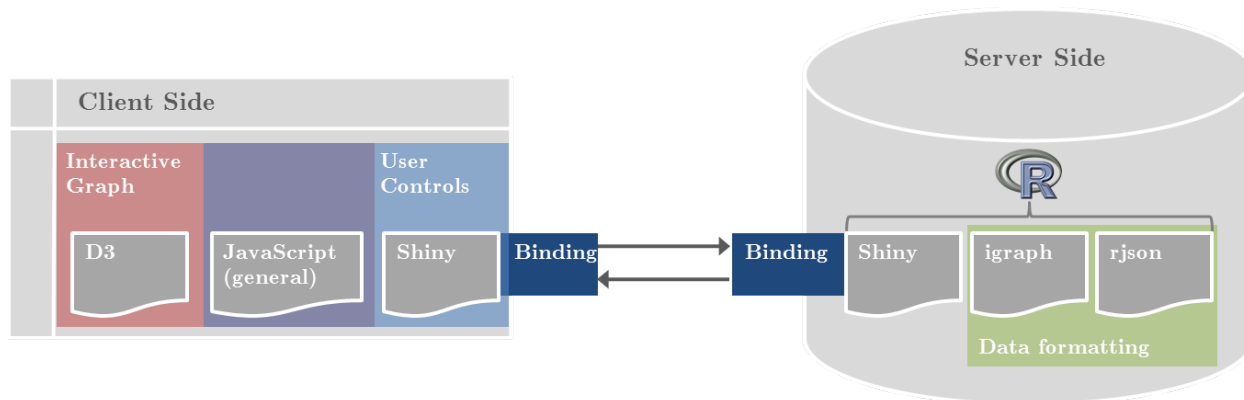 Server Side
Client Side
Interactive
Graph
User
Controls
R
D3
JavaScript
(general)
Shiny
Binding
Binding
Shiny
igraph
rjson
Data formatting